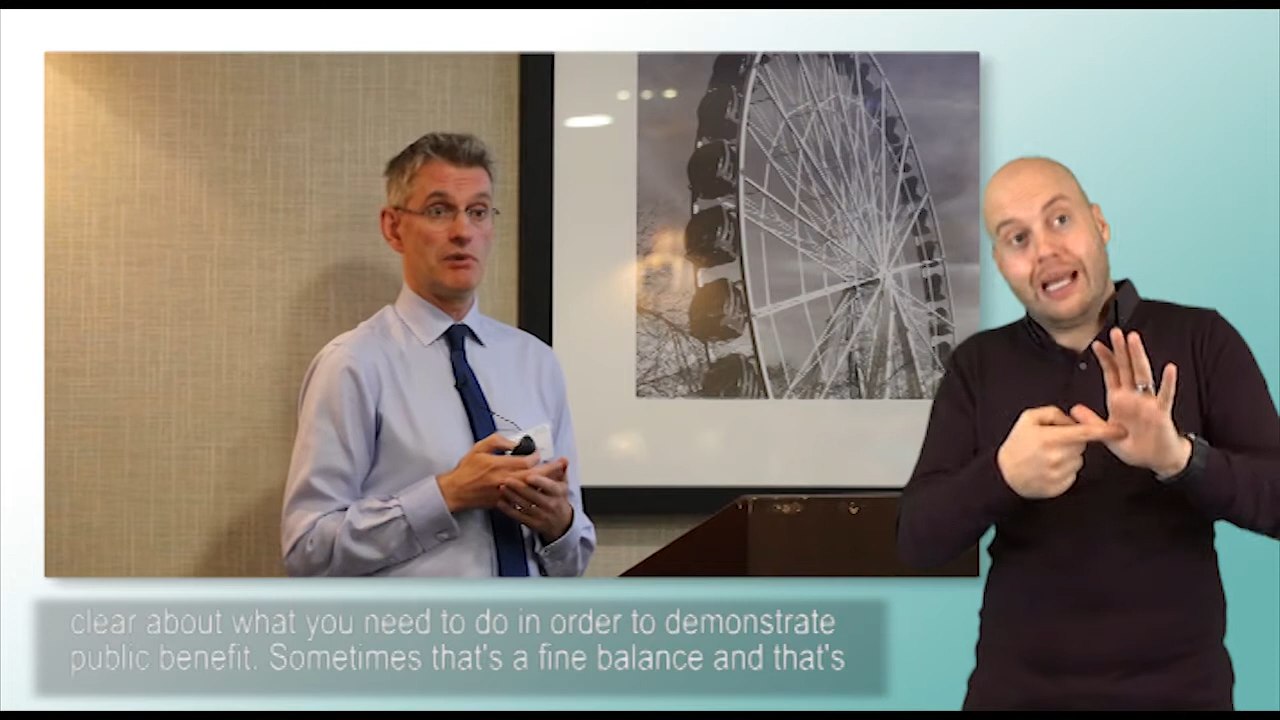 clear about what you need to do in order to demonstrate
public benefit. Sometimes that's a fine balance and that's